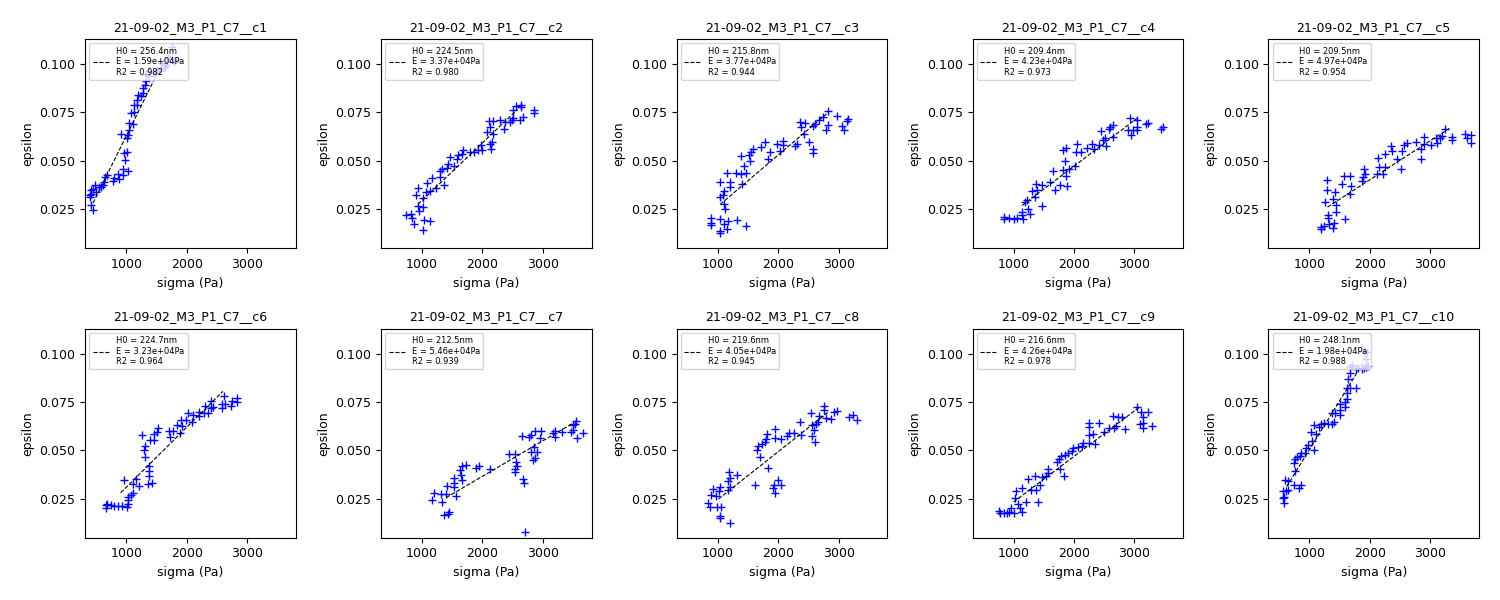 21-09-02_M3_P1_C7__c1
H0 = 256.4nm
E = 1.59e+04Pa
R2 = 0.982
0.100
0.075
0.050
0.025
epsilon
1000 2000 3000
sigma (Pa)
21-09-02_M3_P1_C7__c2
H0 = 224.5nm
E = 3.37e+04Pa
R2 = 0.980
0.100
0.075
0.050
0.025
epsilon
1000 2000 3000
sigma (Pa)
21-09-02_M3_P1_C7__c3
H0 = 215.8nm
E = 3.77e+04Pa
R2 = 0.944
0.100
0.075
0.050
0.025
epsilon
1000 2000 3000
sigma (Pa)
21-09-02_M3_P1_C7__c4
H0 = 209.4nm
E = 4.23e+04Pa
R2 = 0.973
0.100
0.075
0.050
0.025
epsilon
1000 2000 3000
sigma (Pa)
21-09-02_M3_P1_C7__c5
H0 = 209.5nm
E = 4.97e+04Pa
R2 = 0.954
0.100
0.075
0.050
0.025
epsilon
1000 2000 3000
sigma (Pa)
21-09-02_M3_P1_C7__c6
H0 = 224.7nm
E = 3.23e+04Pa
R2 = 0.964
0.100
0.075
0.050
0.025
epsilon
1000 2000 3000
sigma (Pa)
21-09-02_M3_P1_C7__c7
H0 = 212.5nm
E = 5.46e+04Pa
R2 = 0.939
0.100
0.075
0.050
0.025
epsilon
1000 2000 3000
sigma (Pa)
21-09-02_M3_P1_C7__c8
H0 = 219.6nm
E = 4.05e+04Pa
R2 = 0.945
0.100
0.075
0.050
0.025
epsilon
1000 2000 3000
sigma (Pa)
21-09-02_M3_P1_C7__c9
H0 = 216.6nm
E = 4.26e+04Pa
R2 = 0.978
0.100
0.075
0.050
0.025
epsilon
1000 2000 3000
sigma (Pa)
21-09-02_M3_P1_C7__c10
H0 = 248.1nm
E = 1.98e+04Pa
R2 = 0.988
0.100
0.075
0.050
0.025
epsilon
1000 2000 3000
sigma (Pa)